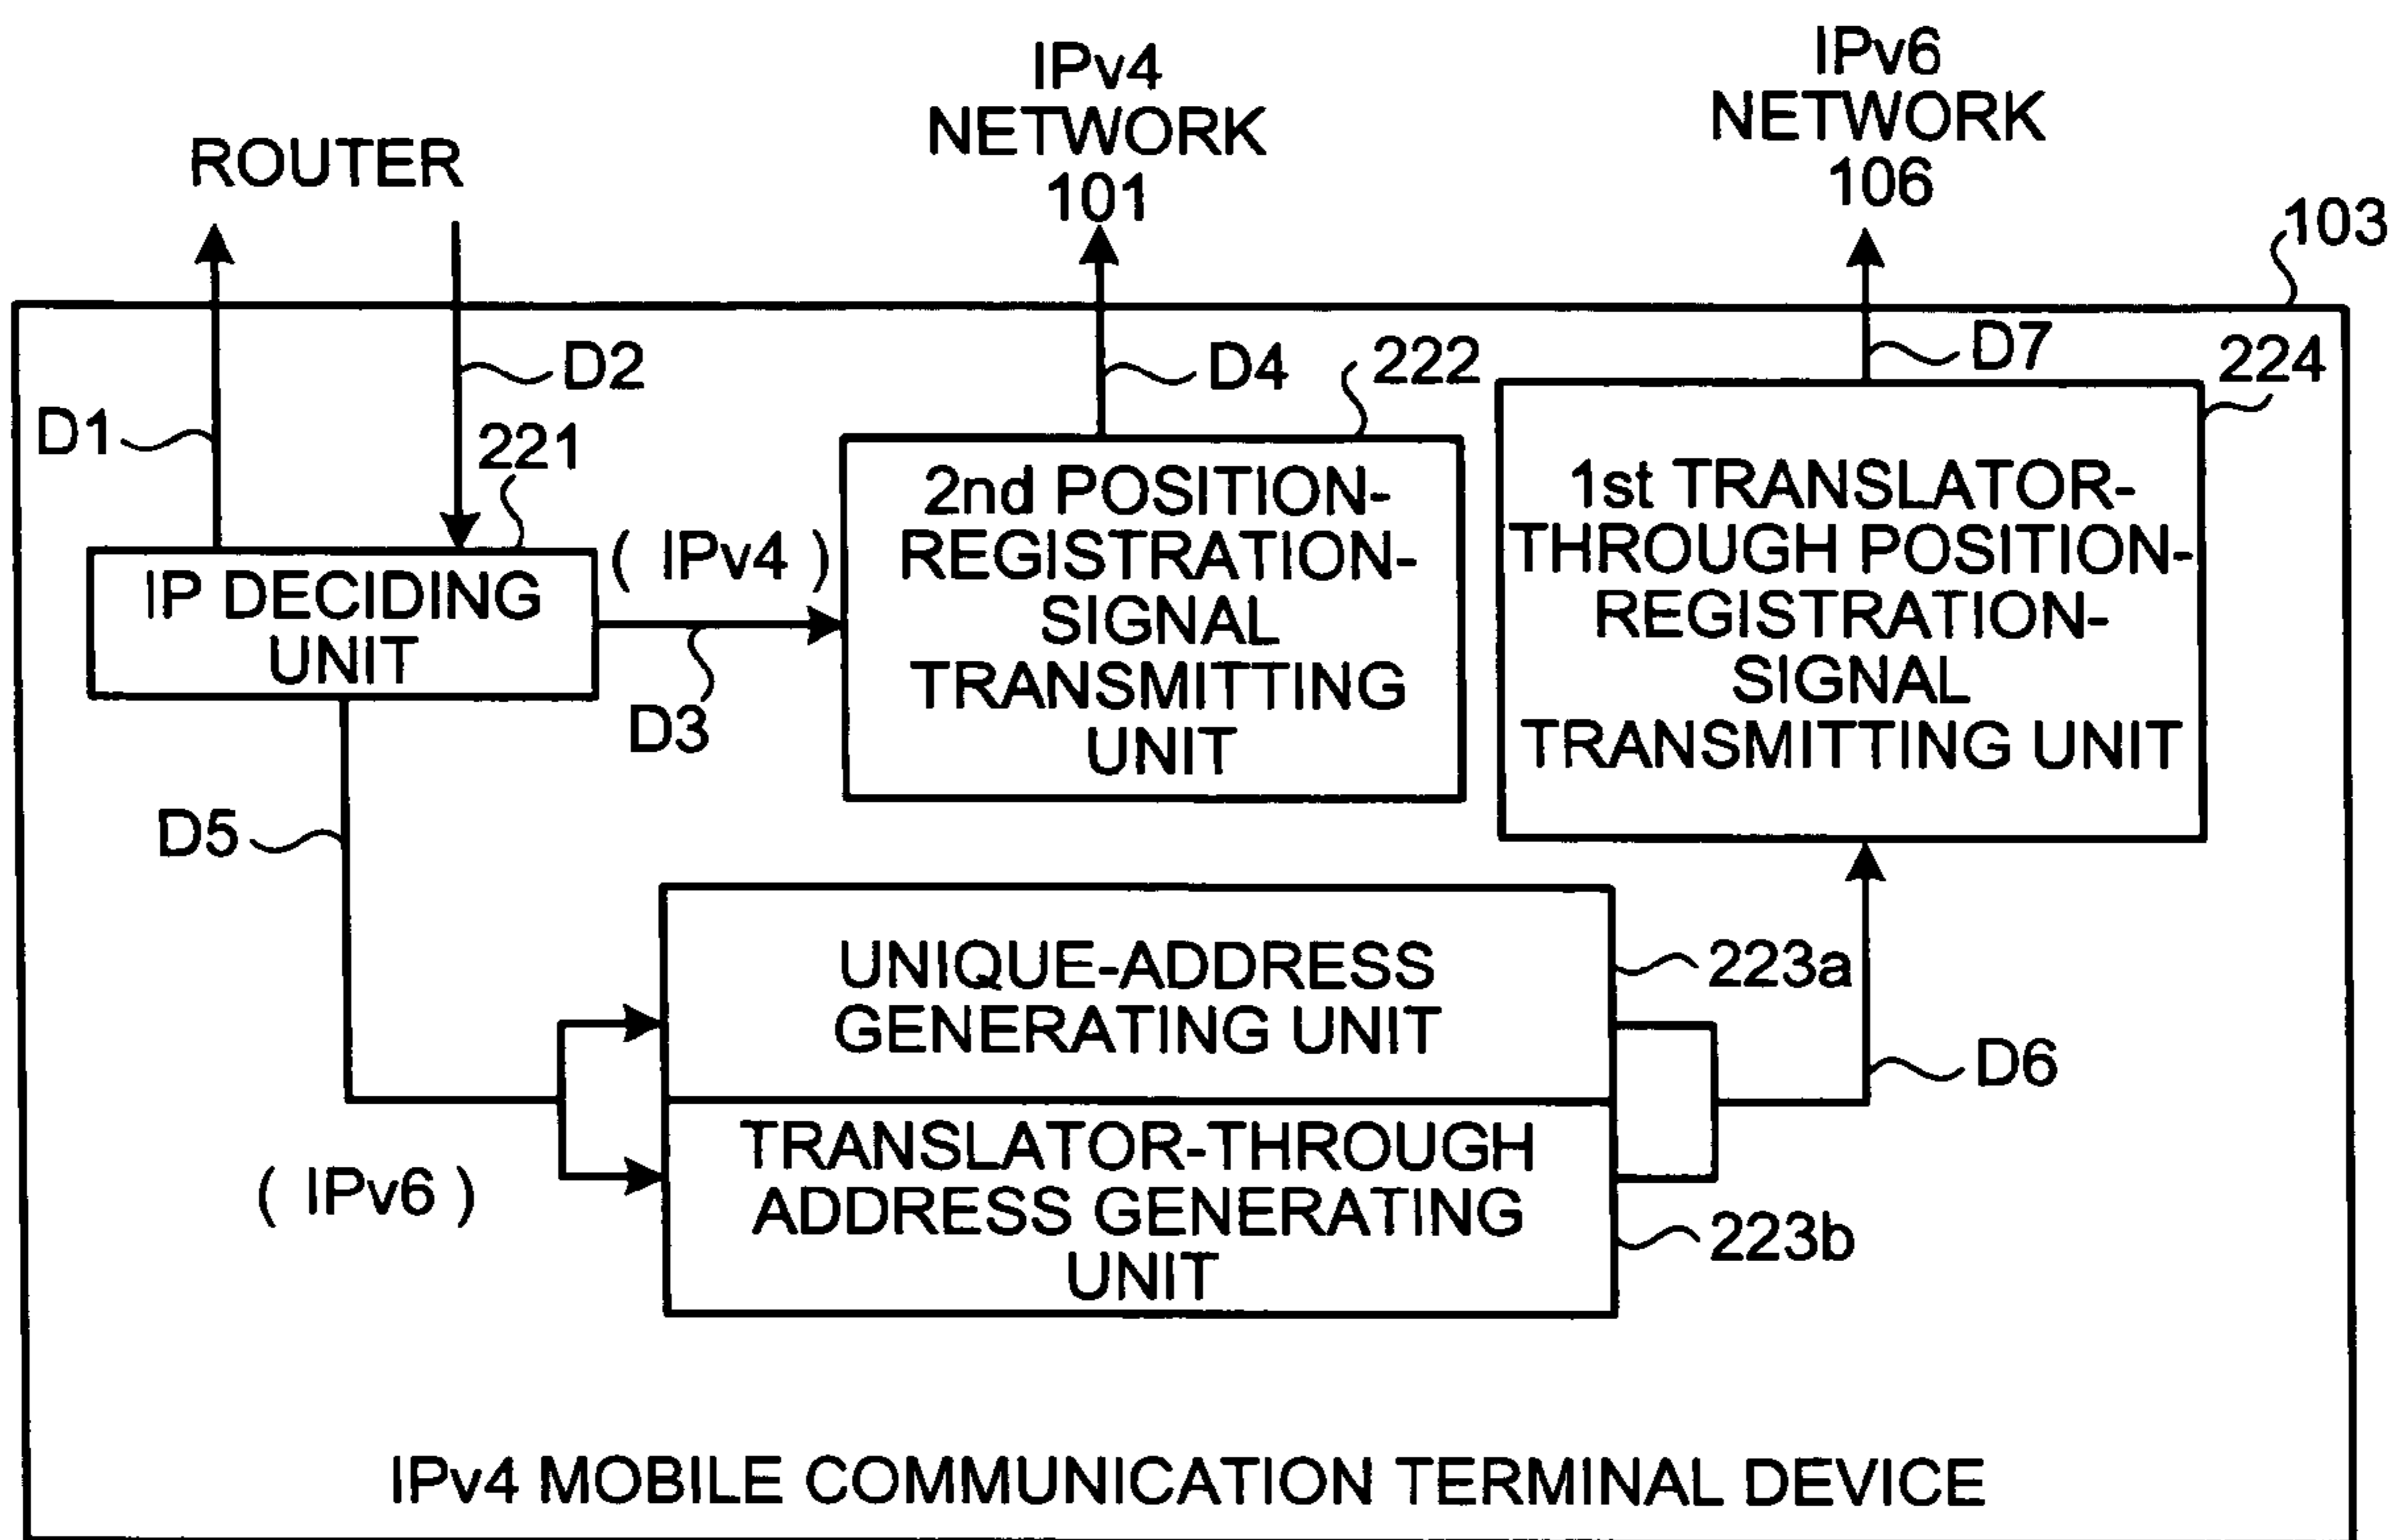 ROUTER
IPv4
NETWORK
101
IPv6
NETWORK
106
103
D1
D2
D4
D7
221
222
224
IP DECIDING
UNIT
( IPv4 )
D3
2nd POSITION-
REGISTRATION-
SIGNAL
TRANSMITTING
UNIT
1st TRANSLATOR-
THROUGH POSITION-
REGISTRATION-
SIGNAL
TRANSMITTING UNIT
D5
( IPv6 )
UNIQUE-ADDRESS
GENERATING UNIT
223a
TRANSLATOR-THROUGH
ADDRESS GENERATING
UNIT
223b
D6
IPv4 MOBILE COMMUNICATION TERMINAL DEVICE